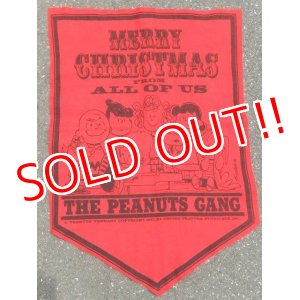 MERRY
CHRISTMAS
FROM
ALL OF US
SOLD OUT!!
THE PEANUTS GANG